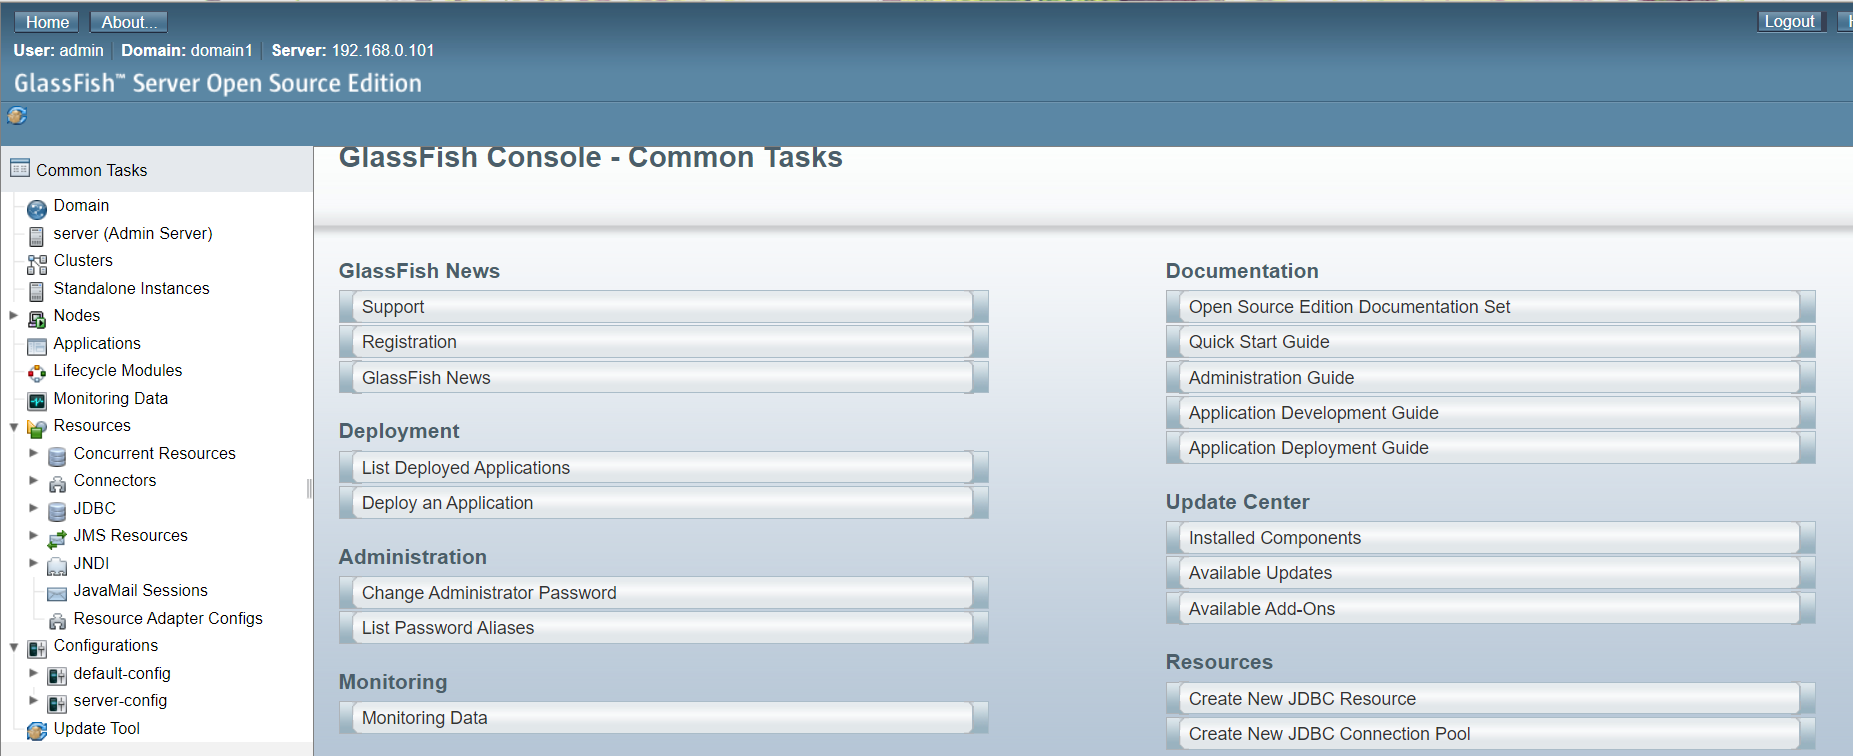 Home About... Logout
User: admin Domain: domain1 Server: 192.168.0.101
GlassFish™ Server Open Source Edition
Common Tasks
Domain
server (Admin Server)
Clusters
Standalone Instances
Nodes
Applications
Lifecycle Modules
Monitoring Data
Resources
Concurrent Resources
Connectors
JDBC
JMS Resources
JNDI
JavaMail Sessions
Resource Adapter Configs
Configurations
default-config
server-config
Update Tool
GlassFish Console - Common Tasks
GlassFish News
Support
Registration
GlassFish News
Deployment
List Deployed Applications
Deploy an Application
Administration
Change Administrator Password
List Password Aliases
Monitoring
Monitoring Data
Documentation
Open Source Edition Documentation Set
Quick Start Guide
Administration Guide
Application Development Guide
Application Deployment Guide
Update Center
Installed Components
Available Updates
Available Add-Ons
Resources
Create New JDBC Resource
Create New JDBC Connection Pool